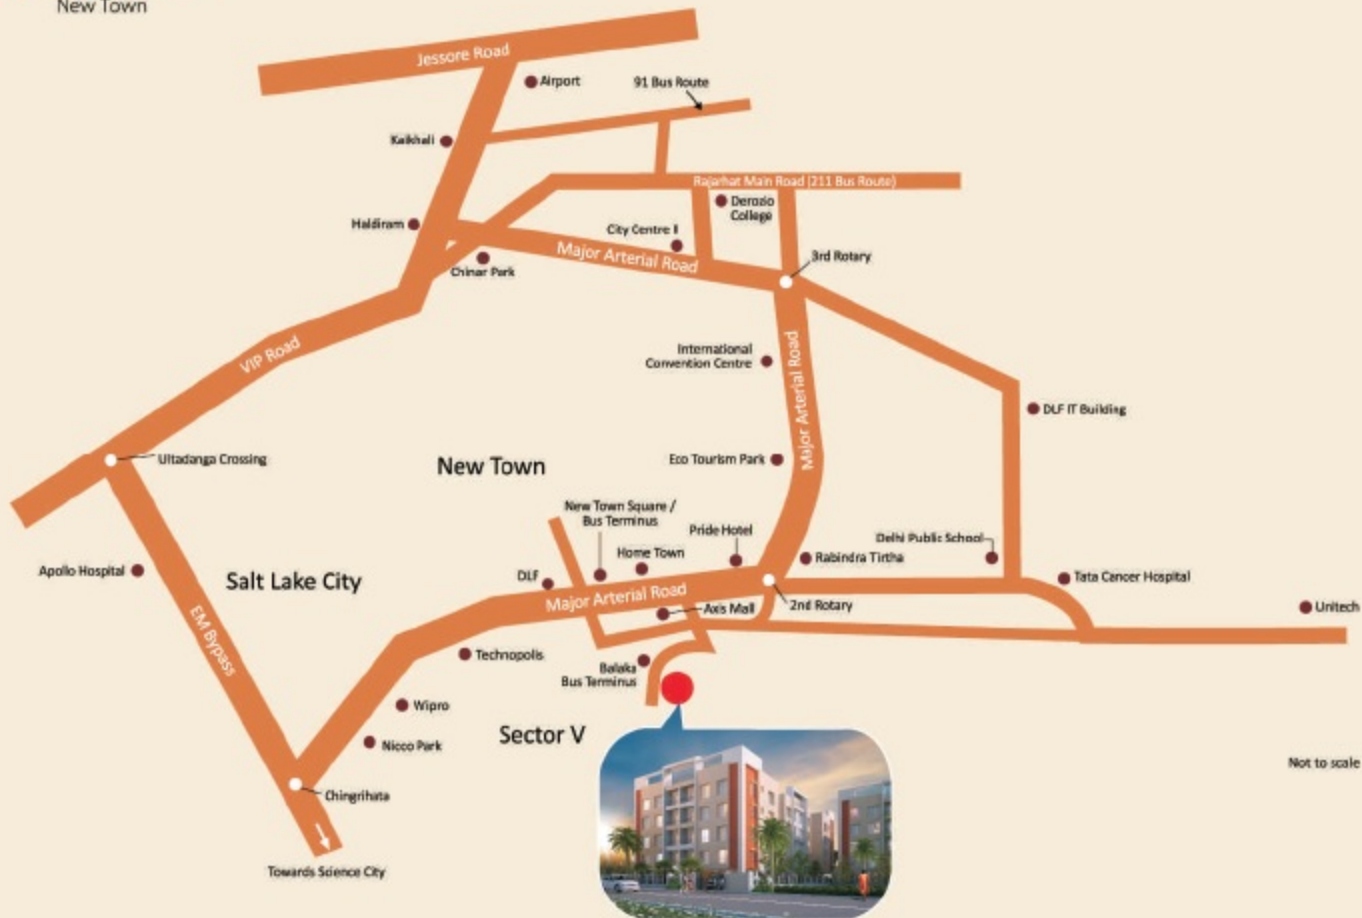 New Town
Jessore Road
Airport
91 Bus Route
Kaikhali
Rajarhat Main Road (211 Bus Route)
Derozio
College
Haldiram
City Centre II
Major Arterial Road
3rd Rotary
Chinar Park
International
Convention Centre
Major Arterial Road
VIP Road
DLF IT Building
Ultadanga Crossing
New Town
Eco Tourism Park
New Town Square /
Bus Terminus
Pride Hotel
Delhi Public School
Home Town
Rabindra Tirtha
Apollo Hospital
Salt Lake City
DLF
Tata Cancer Hospital
Major Arterial Road
Axis Mall
2nd Rotary
Unitech
EM Bypass
Technopolis
Balaka
Bus Terminus
Wipro
Sector V
Nicco Park
Not to scale
Chingrihata
Towards Science City